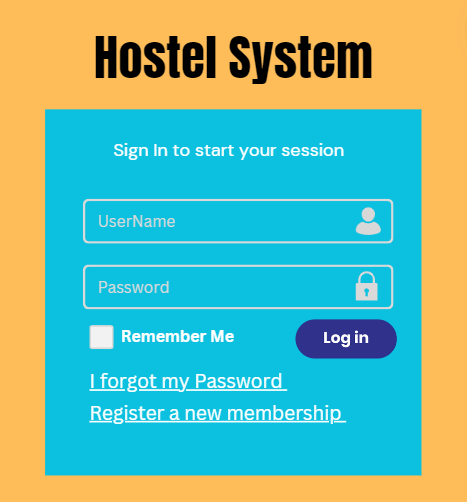 Hostel System
Sign In to start your session
UserName
Password
Remember Me
Log in
I forgot my Password
Register a new membership